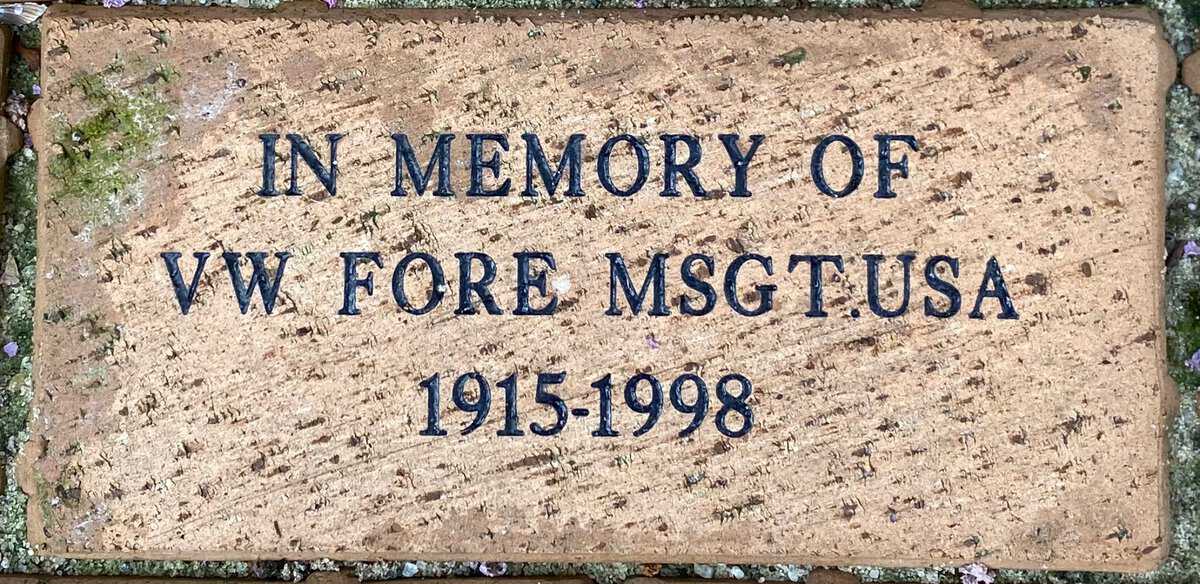 IN MEMORY OF
VW FORE MSGT.USA
1915-1998